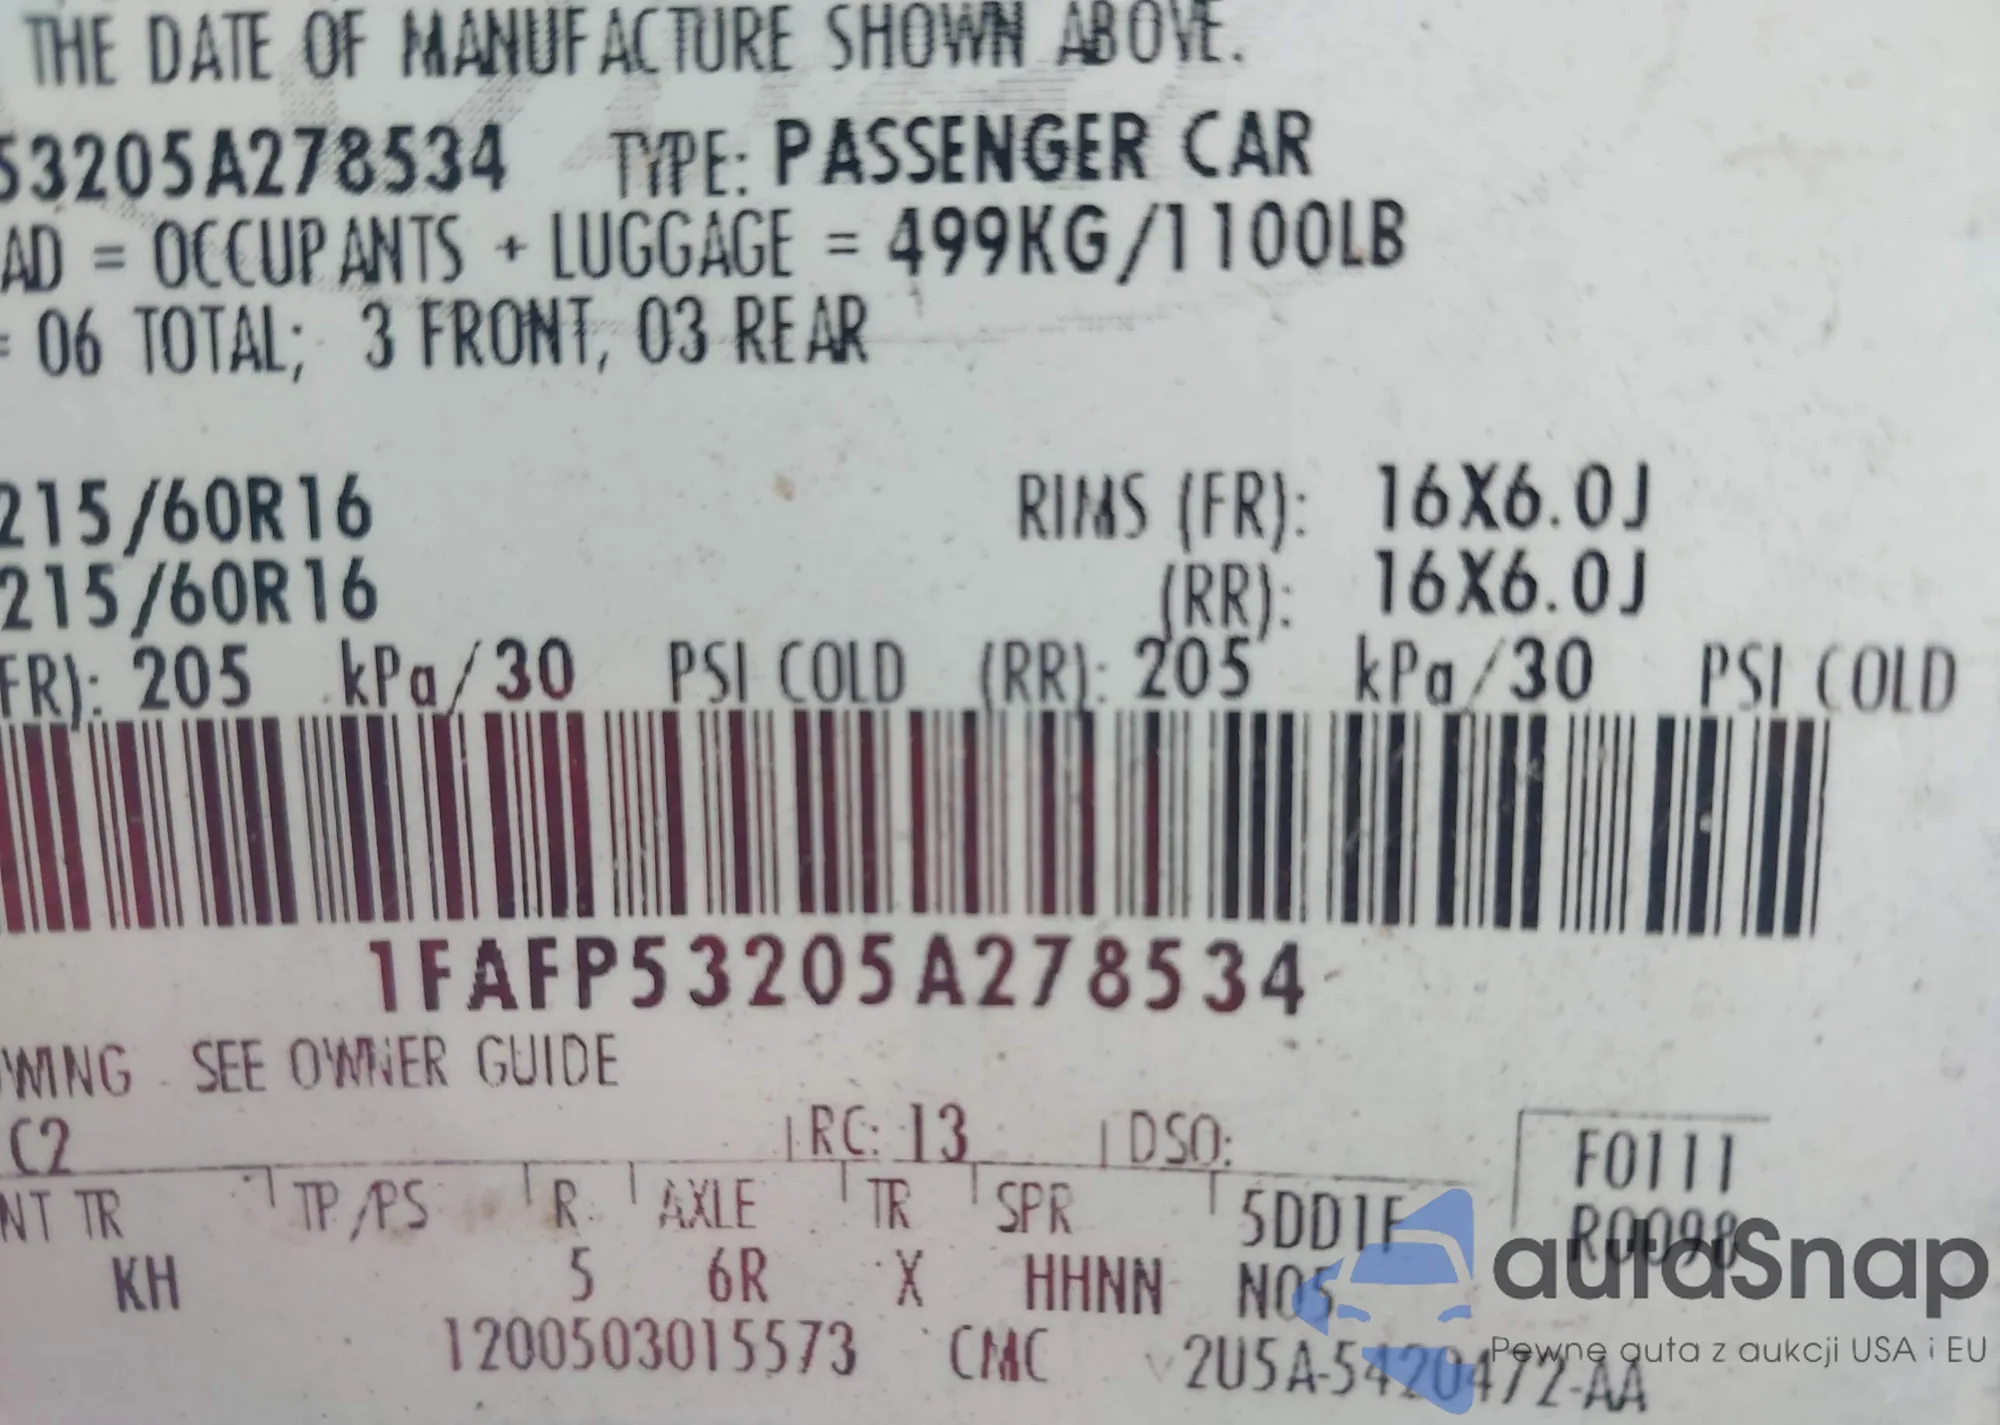 THE DATE OF MANUFACTURE SHOWN ABOVE.
53205A278534 TYPE: PASSENGER CAR
AD = OCCUPANTS + LUGGAGE = 499KG/1100LB
= 06 TOTAL; 3 FRONT, 03 REAR
215/60R16 RIMS (FR): 16X6.0J
215/60R16 (RR): 16X6.0J
FR): 205 kPa/30 PSI COLD (RR): 205 kPa/30 PSI COLD
1FAFP53205A278534
OWING - SEE OWNER GUIDE
C2 RC: 13 DSO: F0111
NT TR TP/PS R AXLE TR SPR 5DD1F R0098
KH 5 6R X HHNN N05
1200503015573 CMC 2U5A-5420472-AA
autaSnap
Pewne auta z aukcji USA i EU